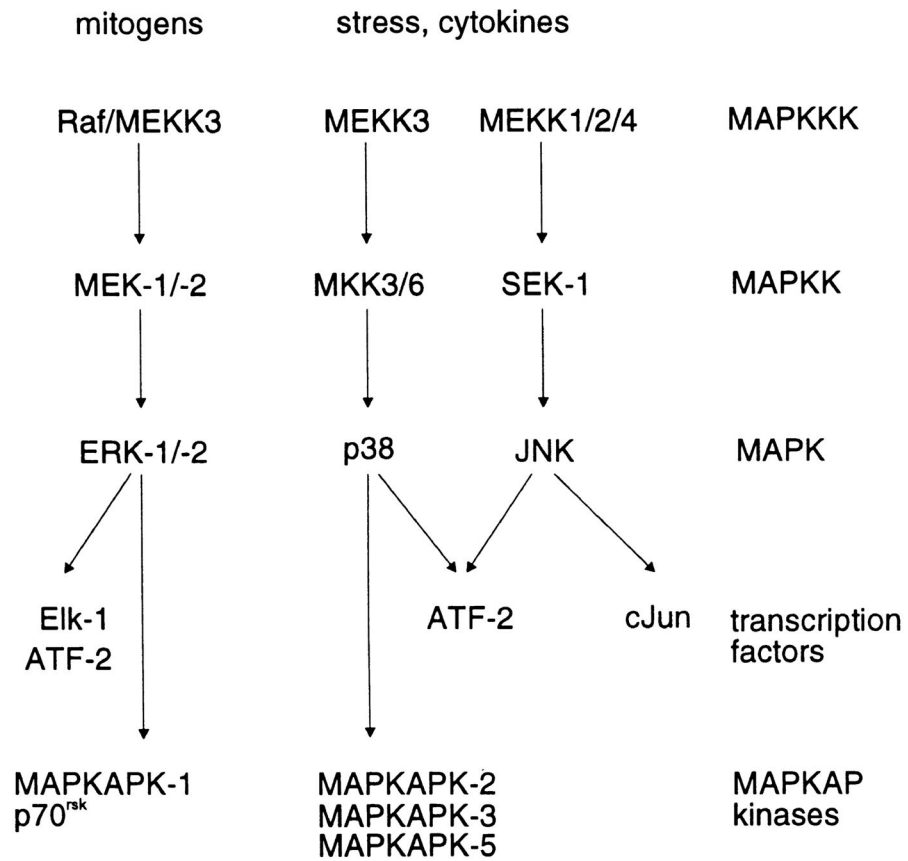 mitogens stress, cytokines
Raf/MEKK3 MEKK3 MEKK1/2/4 MAPKKK
MEK-1/-2 MKK3/6 SEK-1 MAPKK
ERK-1/-2 p38 JNK MAPK
Elk-1 ATF-2 cJun transcription
ATF-2 factors
MAPKAPK-1 MAPKAPK-2 MAPKAP
p70rsk MAPKAPK-3 kinases
MAPKAPK-5